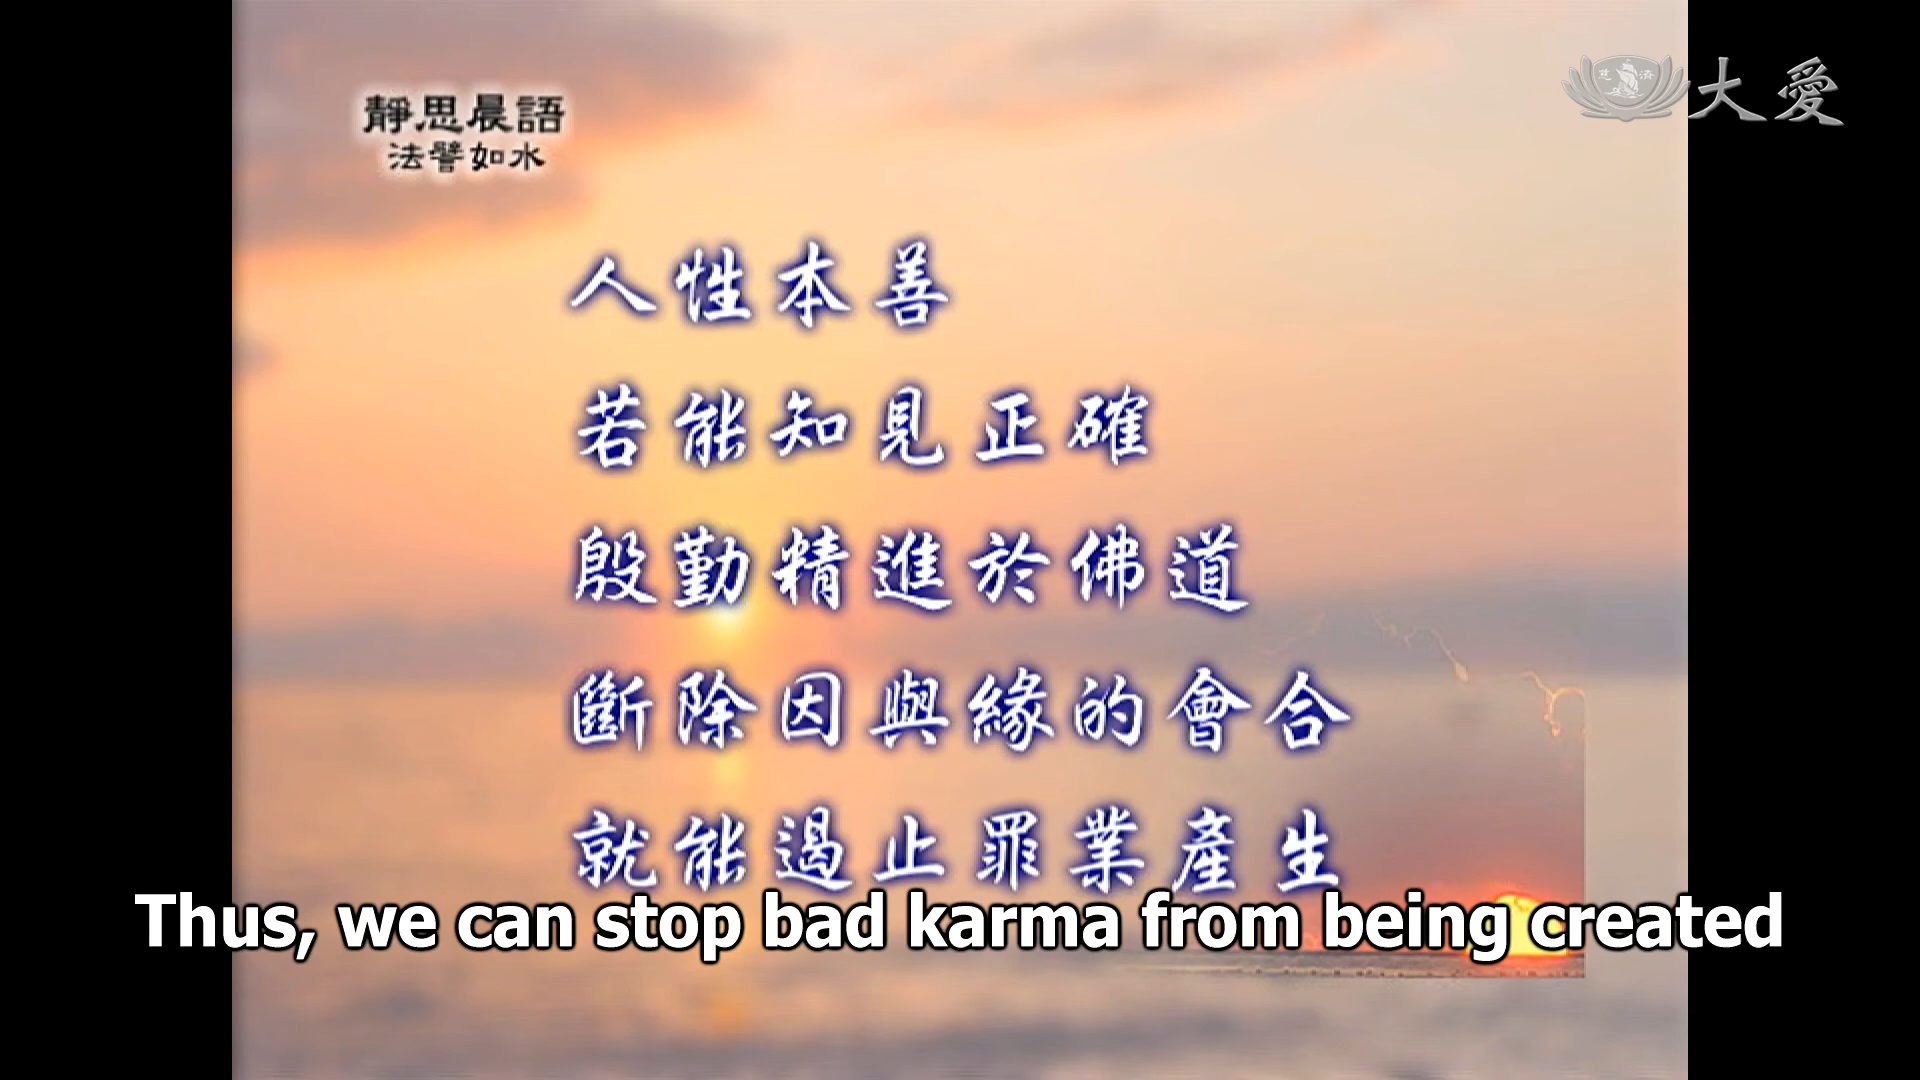 靜思晨語
法譬如水
慈濟
大愛
人性本善
若能知見正確
殷勤精進於佛道
斷除因與緣的會合
就能遏止罪業產生
Thus, we can stop bad karma from being created